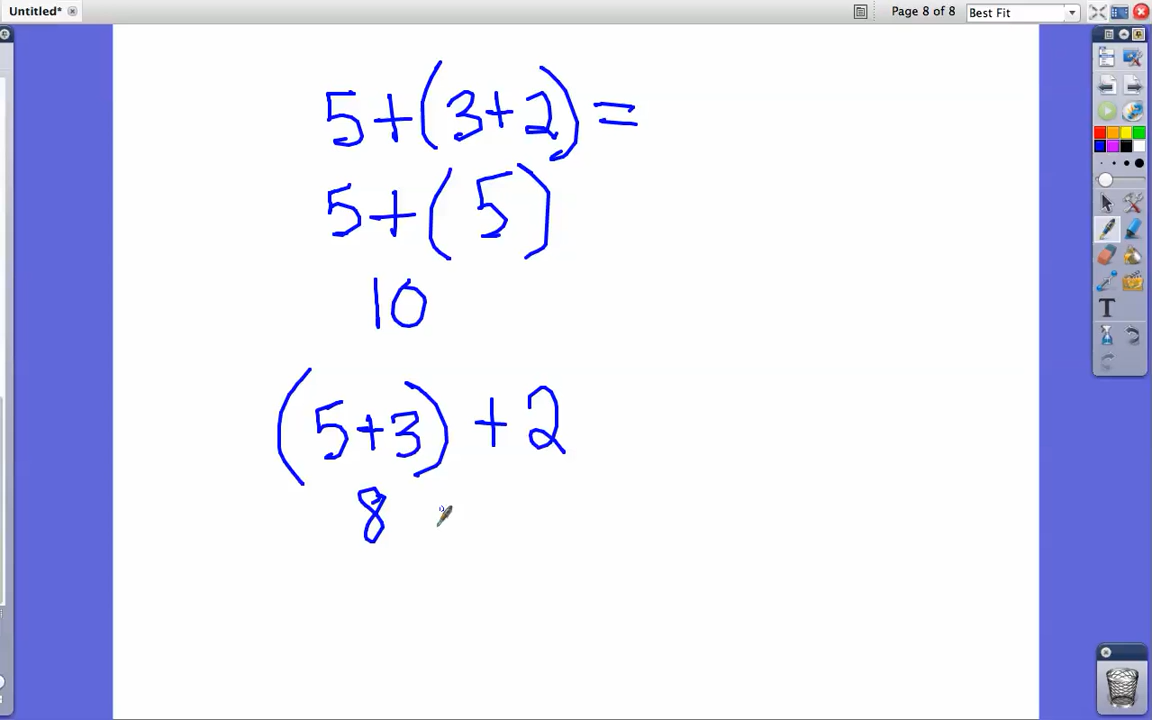 Untitled*
Page 8 of 8
Best Fit
5+(3+2)=
5+(5)
10
(5+3)+2
8
T